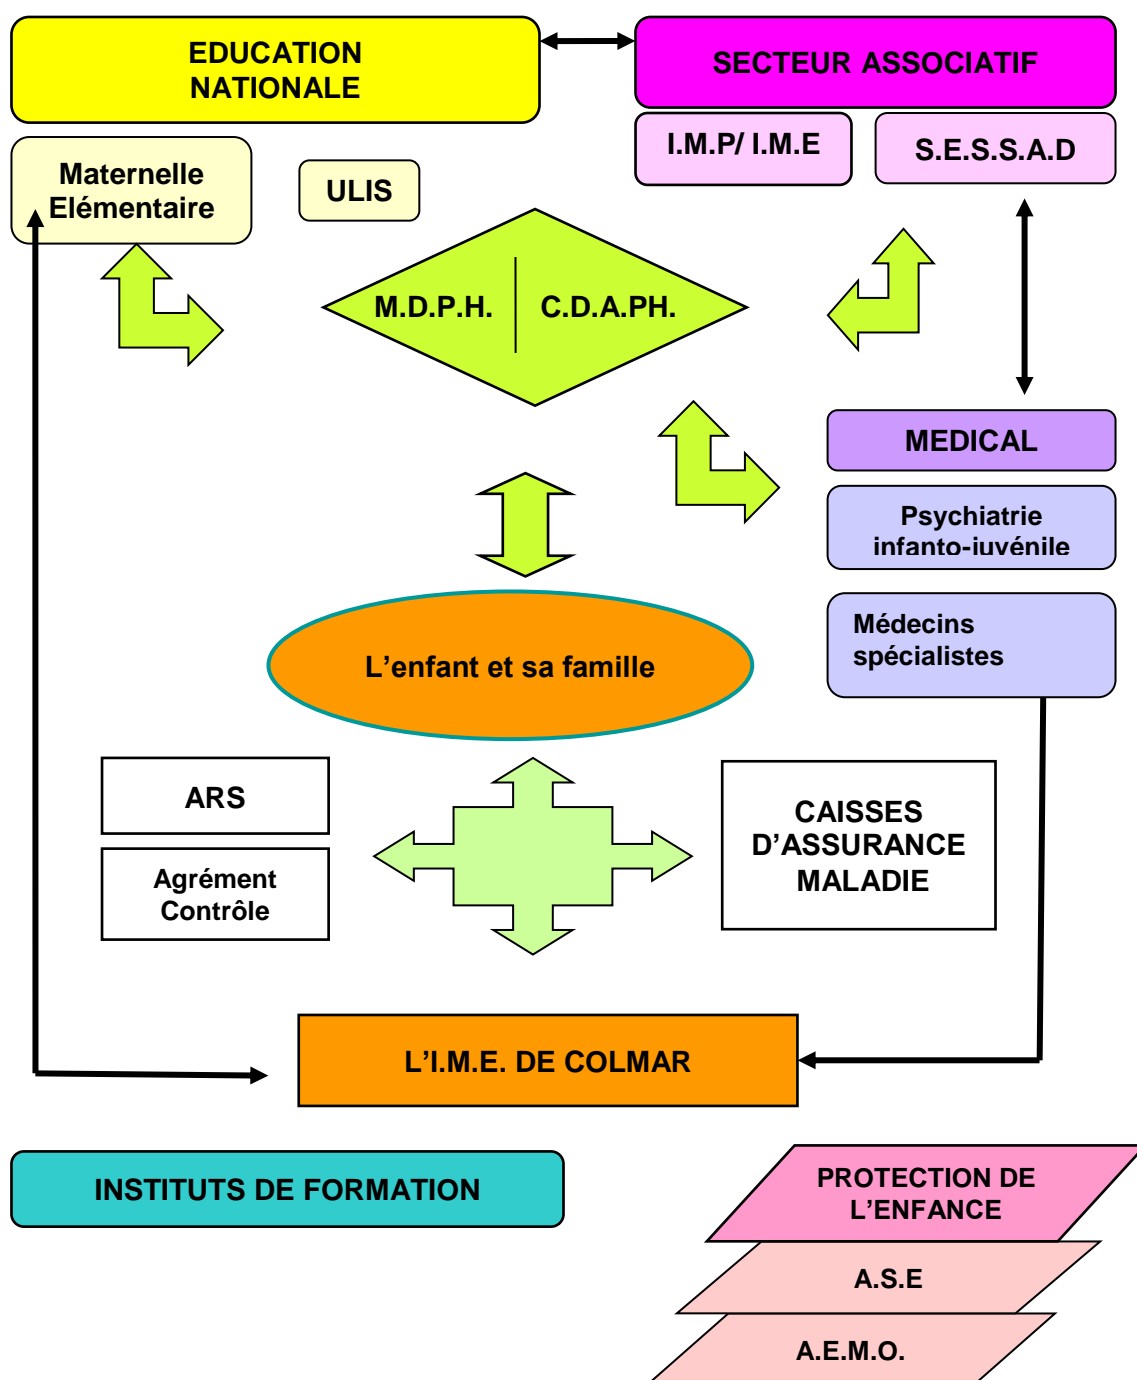 EDUCATION
NATIONALE
SECTEUR ASSOCIATIF
I.M.P/ I.M.E
S.E.S.S.A.D
Maternelle
Elémentaire
ULIS
M.D.P.H.
C.D.A.PH.
MEDICAL
Psychiatrie
infanto-juvénile
Médecins
spécialistes
L'enfant et sa famille
ARS
Agrément
Contrôle
CAISSES
D'ASSURANCE
MALADIE
L'I.M.E. DE COLMAR
INSTITUTS DE FORMATION
PROTECTION DE
L'ENFANCE
A.S.E
A.E.M.O.